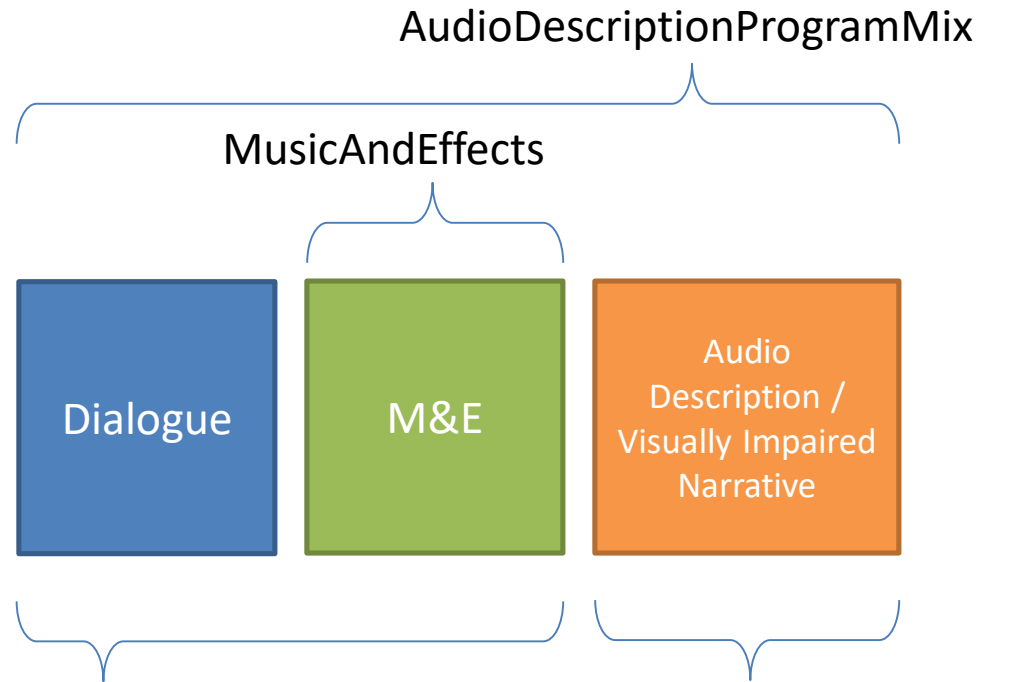 AudioDescriptionProgramMix
MusicAndEffects
Dialogue
M&E
Audio
Description /
Visually Impaired
Narrative